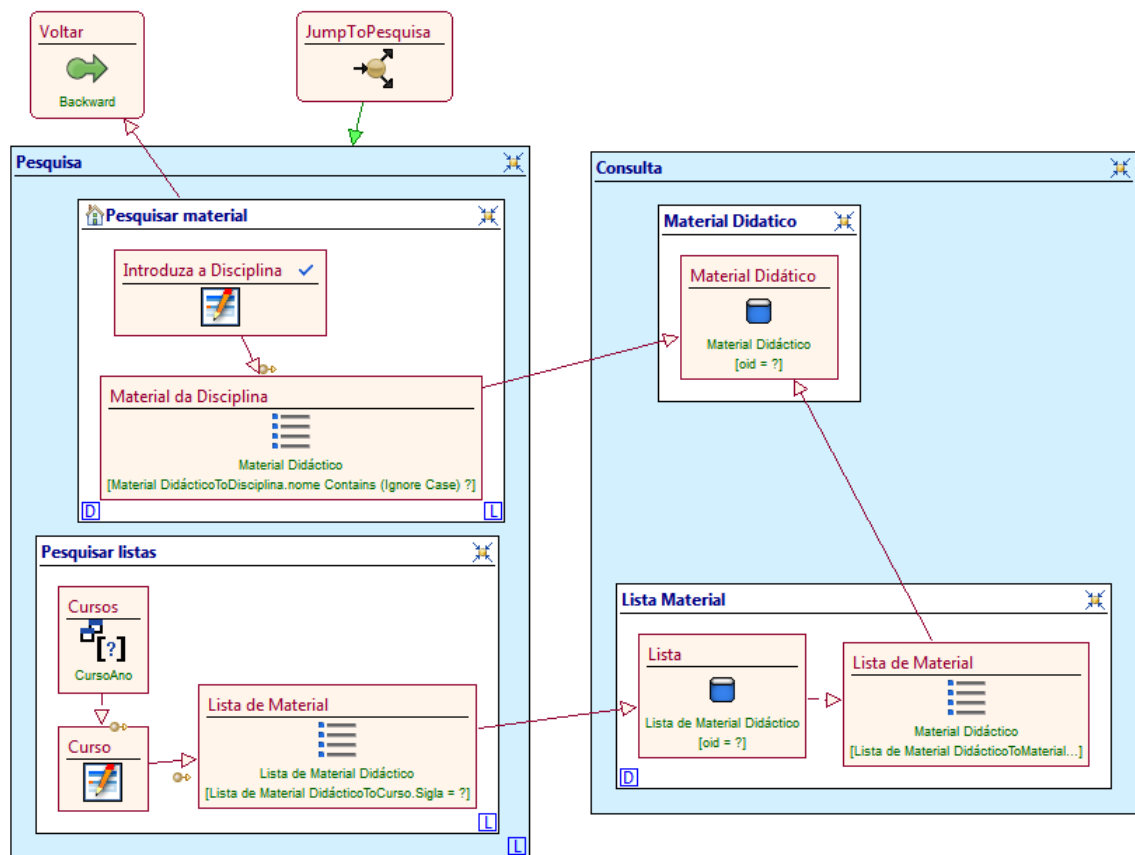 Voltar
Backward
JumpToPesquisa
Pesquisa
Pesquisar material
Introduza a Disciplina
Material da Disciplina
Material Didáctico
[Material DidácticoToDisciplina.nome Contains (Ignore Case) ?]
D
L
Pesquisar listas
Cursos
[?]
CursoAno
Curso
Lista de Material
Lista de Material Didáctico
[Lista de Material DidácticoToCurso.Sigla = ?]
L
L
Consulta
Material Didatico
Material Didático
Material Didáctico
[oid = ?]
Lista Material
Lista
Lista de Material Didáctico
[oid = ?]
Lista de Material
Material Didáctico
[Lista de Material DidácticoToMaterial...]
D